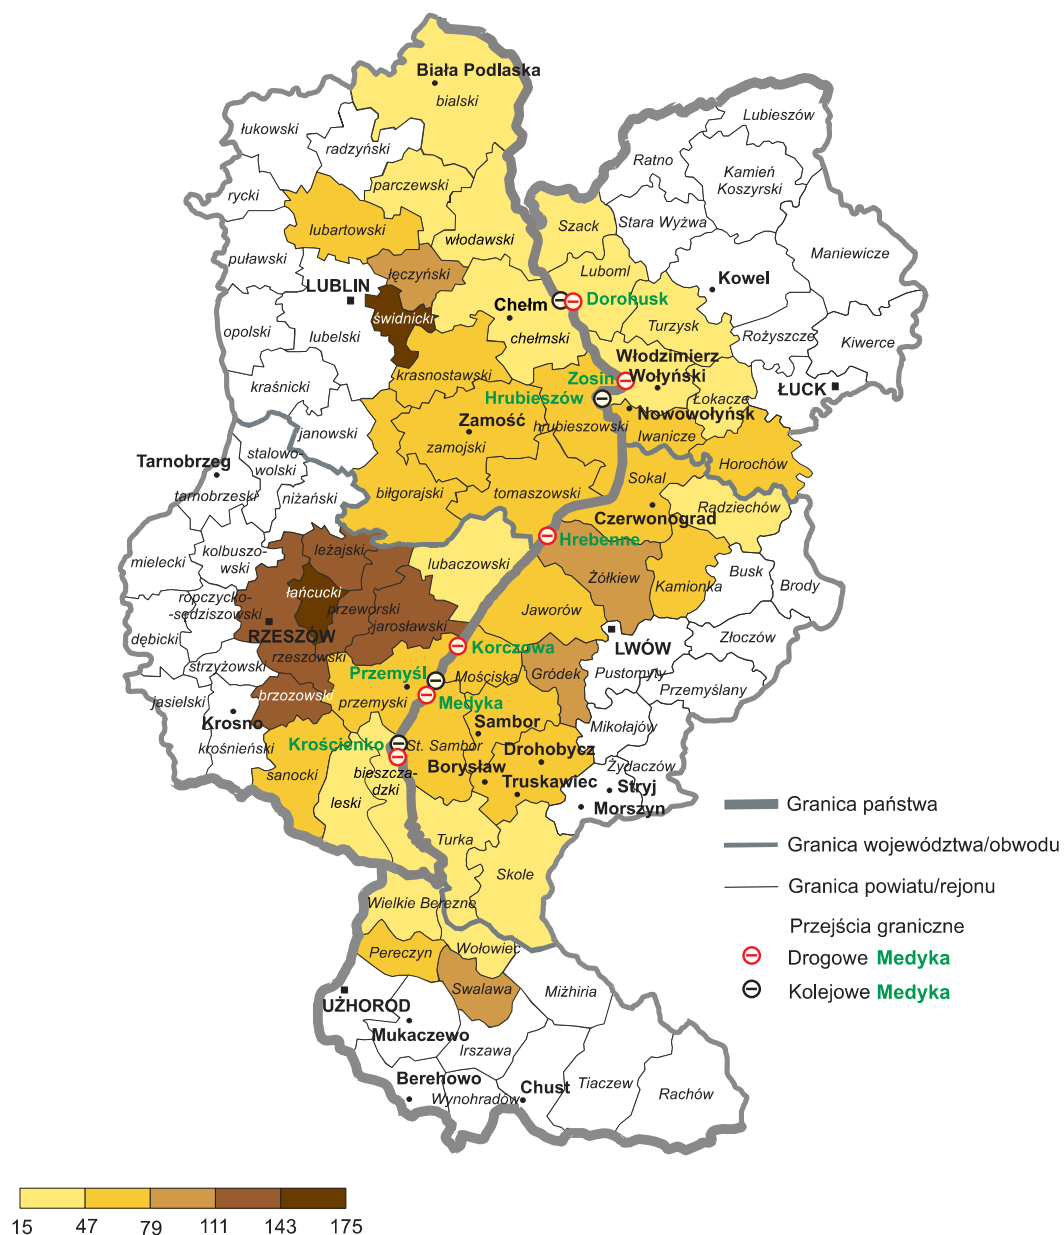 Biała Podlaska
bialski
łukowski
radzyński
Lubieszów
Ratno
Kamień
Koszyrski
parczewski
rycki
Szack
Stara Wyżwa
lubartowski
włodawski
Maniewicze
puławski
łęczyński
Luboml
Kowel
LUBLIN
Chełm
Dorohusk
świdnicki
Turzysk
opolski
lubelski
chełmski
Rożyszcze
Kiwerce
Włodzimierz
Wołyński
krasnostawski
Zosin
kraśnicki
Hrubieszów
Łokacze
ŁUCK
Nowowołyńsk
Zamość
hrubieszowski
janowski
zamojski
Iwanicze
stalowo-
wolski
Tarnobrzeg
Horochów
tarnobrzeski
niżański
biłgorajski
tomaszowski
Sokal
Radziechów
Czerwonograd
kolbuszo-
wski
leżajski
Hrebenne
mielecki
lubaczowski
Żółkiew
Busk
Brody
ropczycko-
-sędziszowski
łańcucki
przeworski
Kamionka
Jaworów
jarosławski
RZESZÓW
dębicki
Złoczów
LWÓW
Korczowa
strzyżowski
rzeszowski
Przemyśl
Mościska
Gródek
Pustomyty
Przemyślany
jasielski
brzozowski
przemyski
Medyka
Krosno
Sambor
Mikołajów
krośnieński
Krościenko
St. Sambor
Drohobycz
sanocki
bieszcza-
dzki
Borysław
Żydaczów
Truskawiec
Stryj
leski
Morszyn
Turka
Skole
Wielkie Berezne
Pereczyn
Wołowiec
Swalawa
Miżhiria
UŻHOROD
Mukaczewo
Irszawa
Berehowo
Wynohradów
Chust
Tiaczew
Rachów
Granica państwa
Granica województwa/obwodu
Granica powiatu/rejonu
Przejścia graniczne
Drogowe Medyka
Kolejowe Medyka
15 47 79 111 143 175